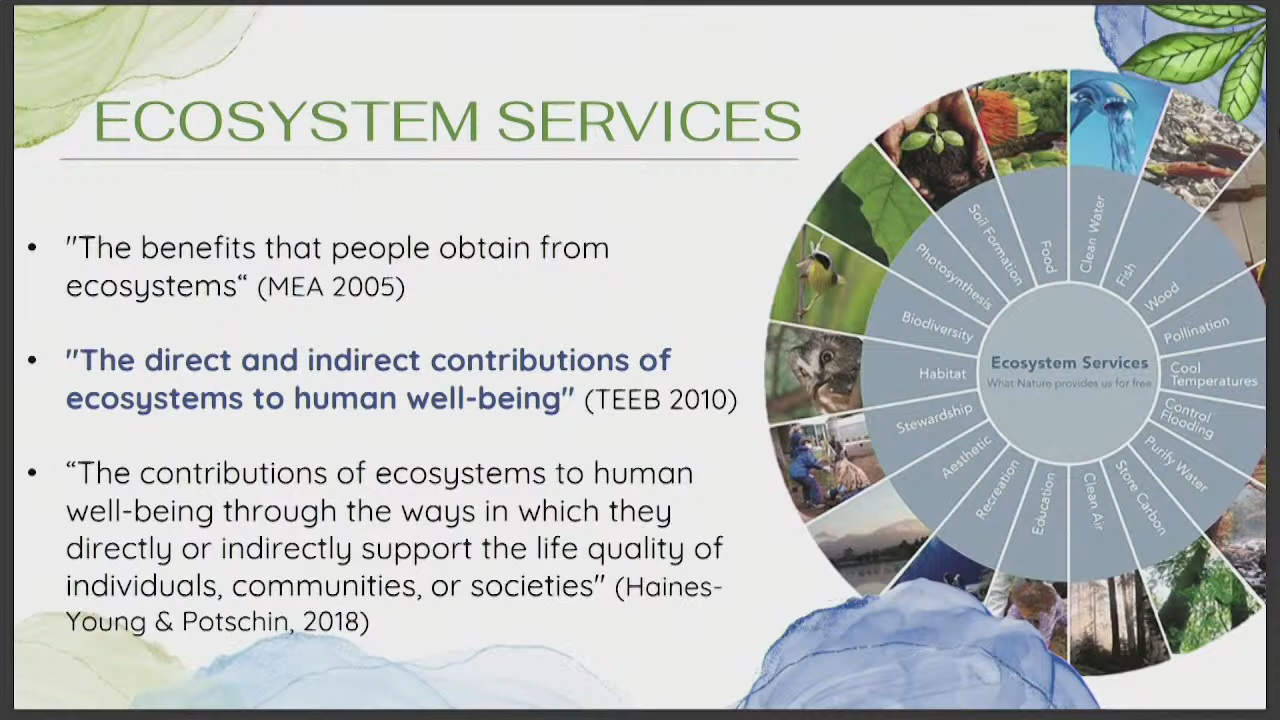 ECOSYSTEM SERVICES
• "The benefits that people obtain from
ecosystems“ (MEA 2005)
• "The direct and indirect contributions of
ecosystems to human well-being" (TEEB 2010)
• “The contributions of ecosystems to human
well-being through the ways in which they
directly or indirectly support the life quality of
individuals, communities, or societies" (Haines-
Young & Potschin, 2018)
Ecosystem Services
What Nature provides us for free
Clean Water
Fish
Wood
Pollination
Cool
Temperatures
Control
Flooding
Purify Water
Store Carbon
Clean Air
Education
Recreation
Aesthetic
Stewardship
Habitat
Biodiversity
Photosynthesis
Soil Formation
Food